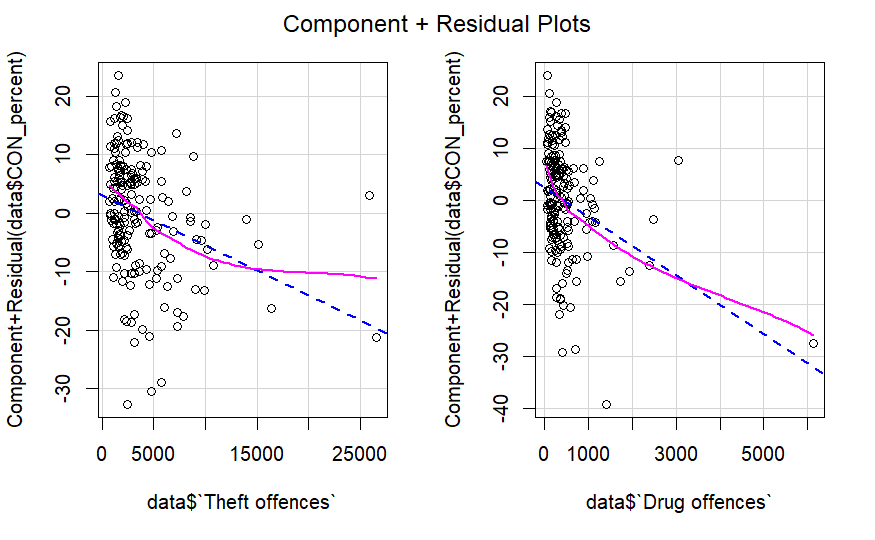 Component + Residual Plots
Component+Residual(data$CON_percent)
20
10
0
-10
-20
-30
0 5000 15000 25000
data$`Theft offences`
Component+Residual(data$CON_percent)
20
10
0
-10
-20
-30
-40
0 1000 3000 5000
data$`Drug offences`